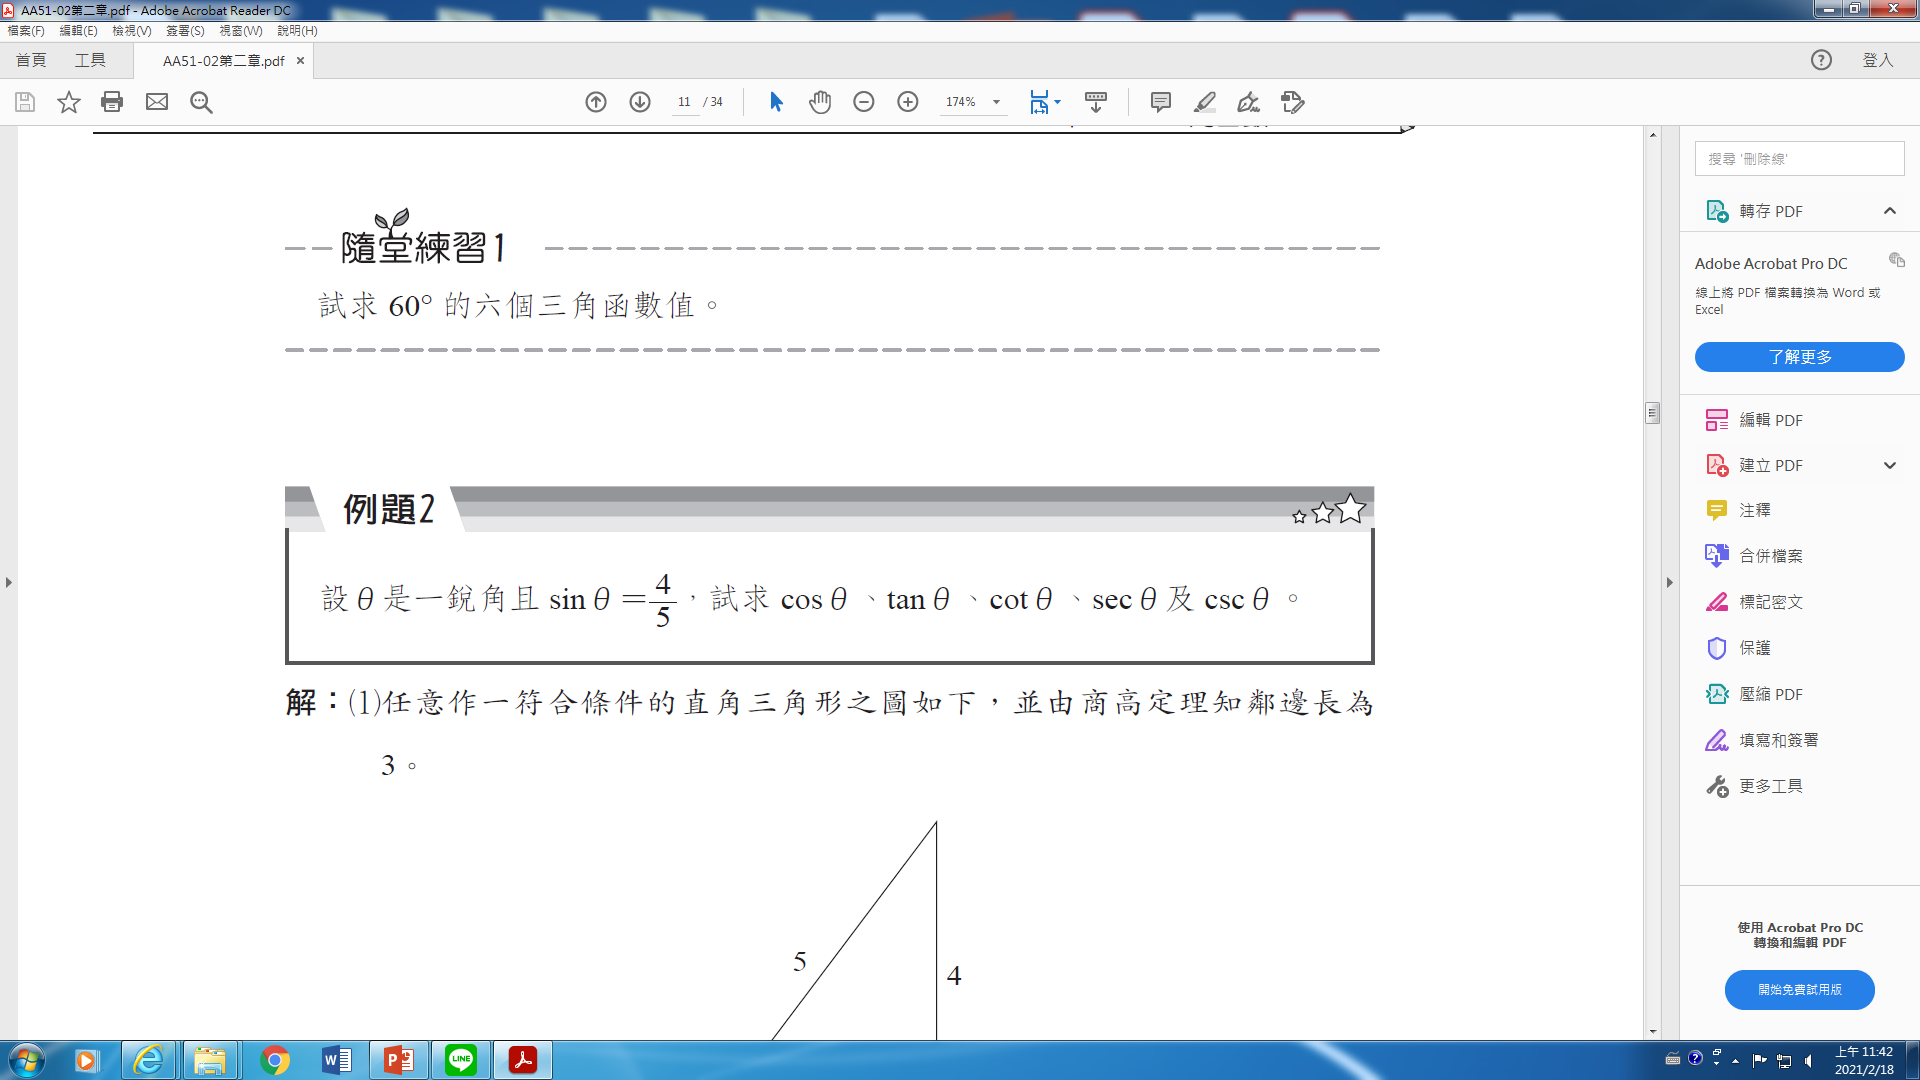 AA51-02第二章.pdf - Adobe Acrobat Reader DC
檔案(F) 編輯(E) 檢視(V) 簽署(S) 視窗(W) 說明(H)
首頁 工具 AA51-02第二章.pdf × ? 登入
11 / 34 174%
隨堂練習1
試求 60° 的六個三角函數值。
例題2
設 θ 是一銳角且 sin θ = 4/5，試求 cos θ、tan θ、cot θ、sec θ 及 csc θ。
解：(1)任意作一符合條件的直角三角形之圖如下，並由商高定理知鄰邊長為
3。
5
4
搜尋 '刪除線'
轉存 PDF
Adobe Acrobat Pro DC
線上將 PDF 檔案轉換為 Word 或
Excel
了解更多
編輯 PDF
建立 PDF
注釋
合併檔案
標記密文
保護
壓縮 PDF
填寫和簽署
更多工具
使用 Acrobat Pro DC
轉換和編輯 PDF
開始免費試用版
LINE
上午 11:42
2021/2/18